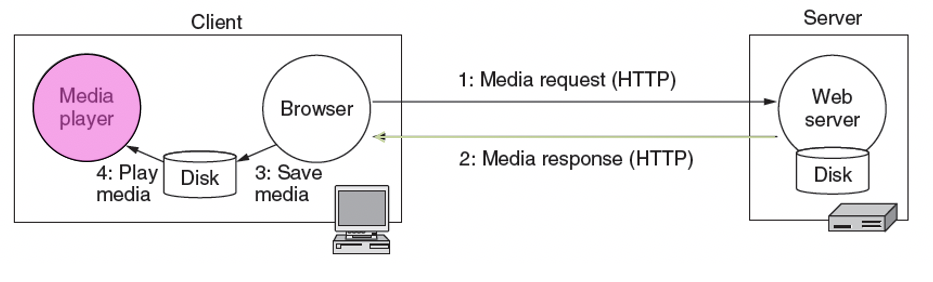 Client
Server
Media
player
Browser
1: Media request (HTTP)
Web
server
2: Media response (HTTP)
4: Play
media
Disk
3: Save
media
Disk